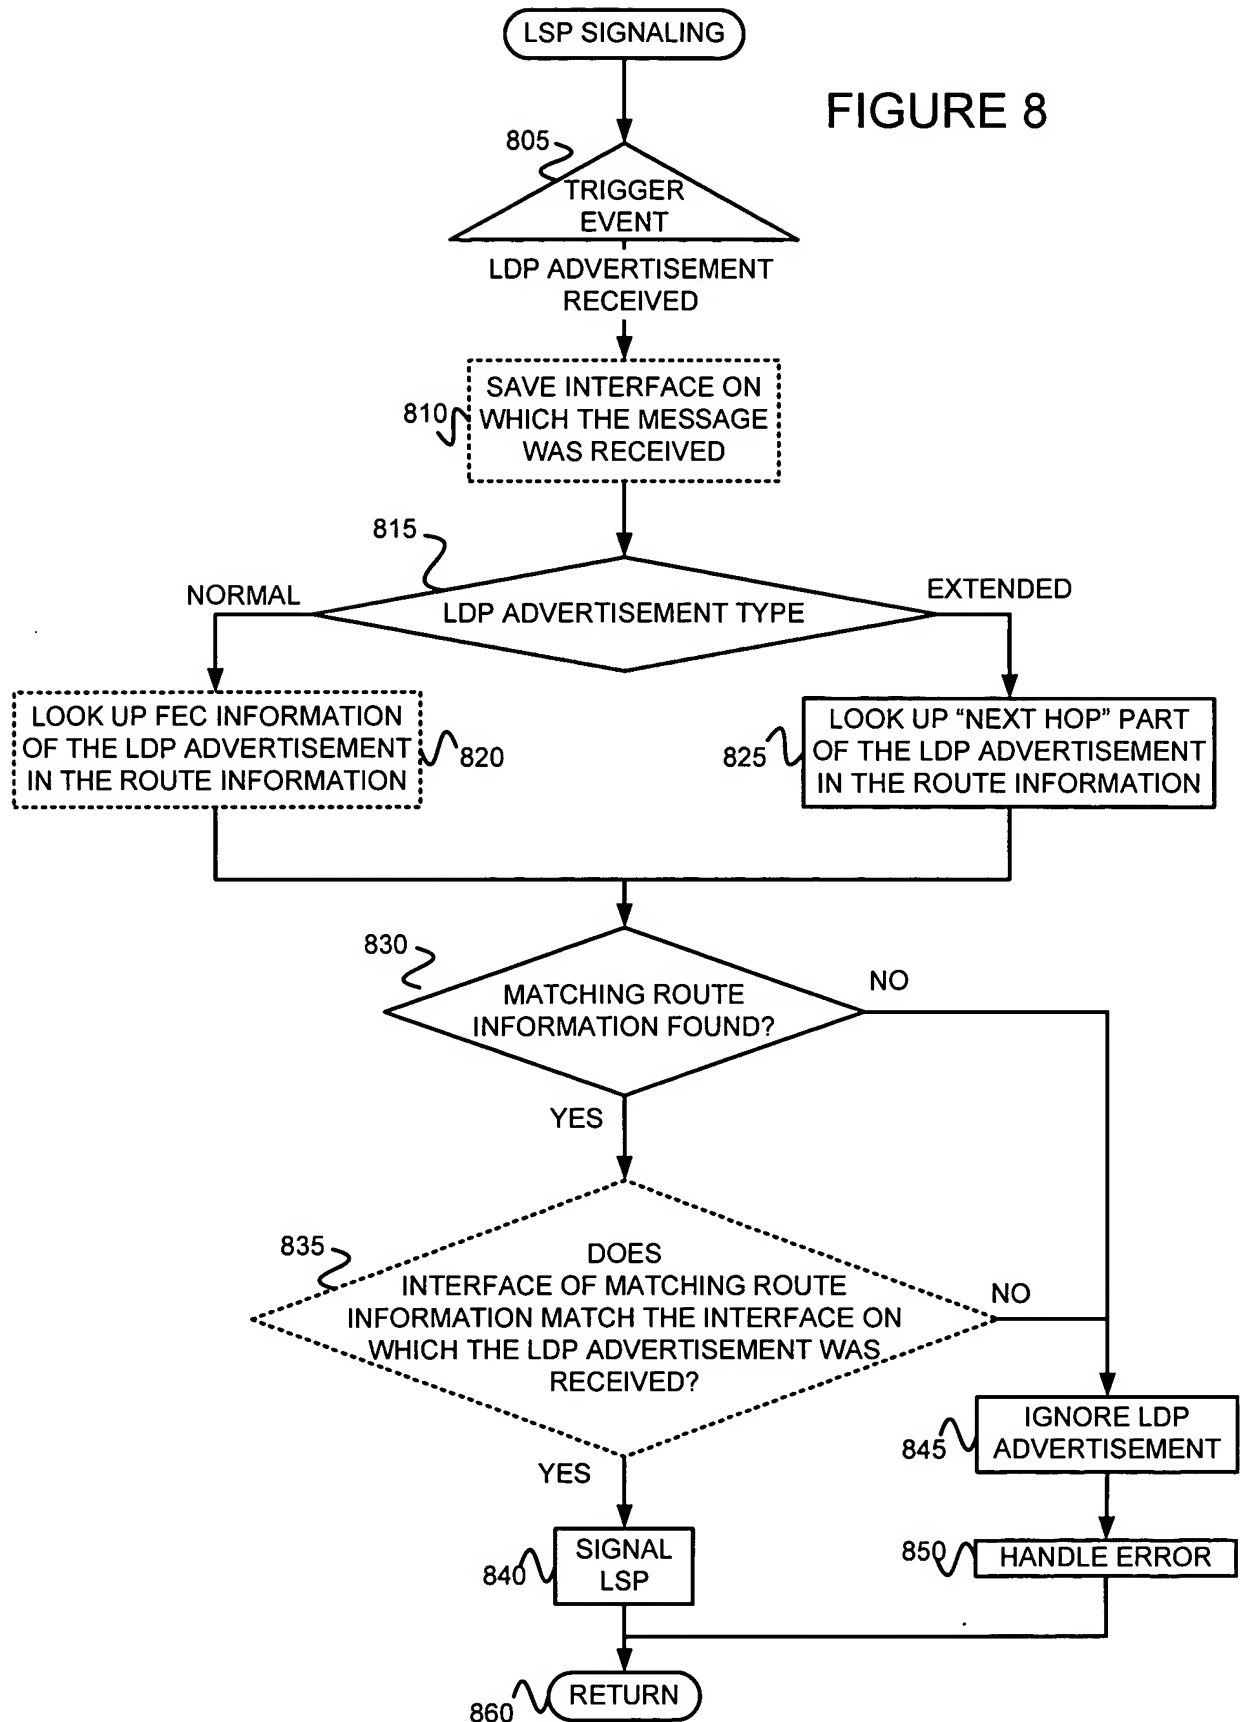 LSP SIGNALING
FIGURE 8
805
TRIGGER
EVENT
LDP ADVERTISEMENT
RECEIVED
810
SAVE INTERFACE ON
WHICH THE MESSAGE
WAS RECEIVED
815
NORMAL
LDP ADVERTISEMENT TYPE
EXTENDED
LOOK UP FEC INFORMATION
OF THE LDP ADVERTISEMENT
IN THE ROUTE INFORMATION
820
825
LOOK UP “NEXT HOP” PART
OF THE LDP ADVERTISEMENT
IN THE ROUTE INFORMATION
830
MATCHING ROUTE
INFORMATION FOUND?
NO
YES
835
DOES
INTERFACE OF MATCHING ROUTE
INFORMATION MATCH THE INTERFACE ON
WHICH THE LDP ADVERTISEMENT WAS
RECEIVED?
NO
YES
845
IGNORE LDP
ADVERTISEMENT
840
SIGNAL
LSP
850
HANDLE ERROR
860
RETURN